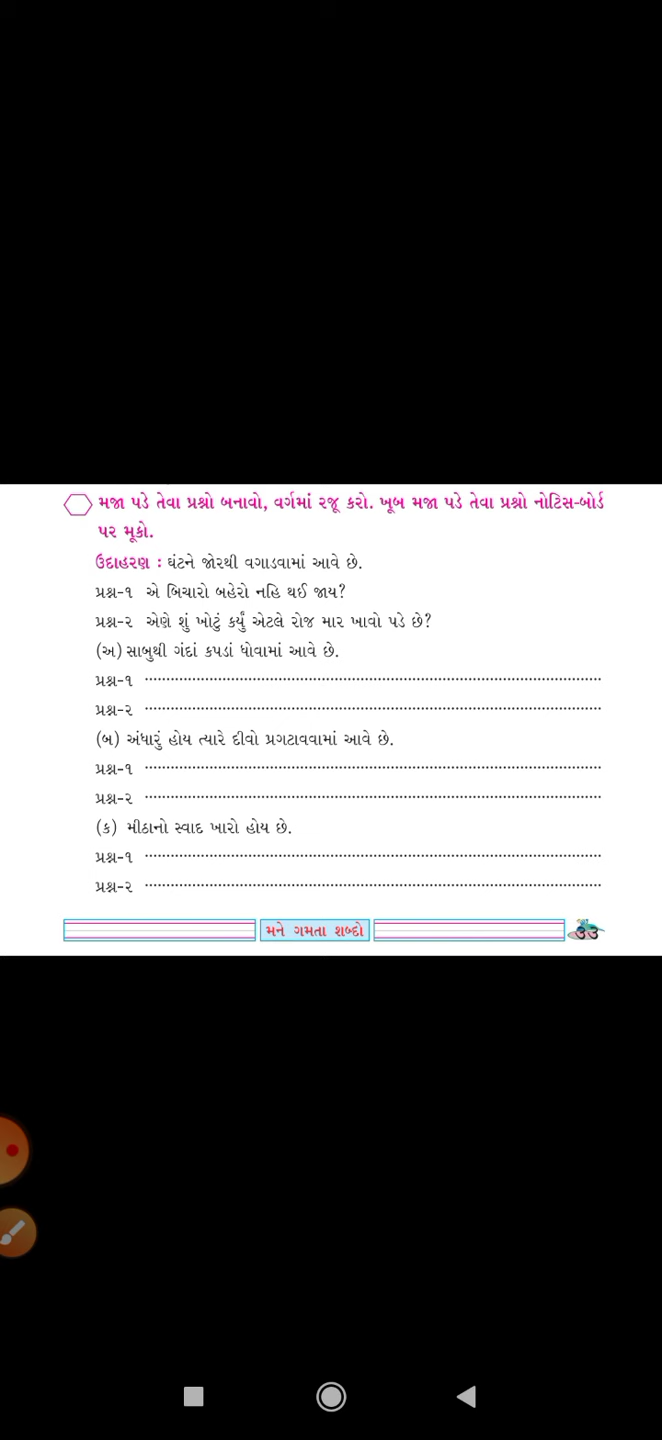 મજા પડે તેવા પ્રશ્નો બનાવો, વર્ગમાં રજૂ કરો. ખૂબ મજા પડે તેવા પ્રશ્નો નોટિસ-બોર્ડ
પર મૂકો.
ઉદાહરણ : ઘંટને જોરથી વગાડવામાં આવે છે.
પ્રશ્ન-૧ એ બિચારો બહેરો નહિ થઈ જાય?
પ્રશ્ન-૨ એણે શું ખોટું કર્યું એટલે રોજ માર ખાવો પડે છે?
(અ) સાબુથી ગંદાં કપડાં ધોવામાં આવે છે.
પ્રશ્ન-૧
પ્રશ્ન-૨
(બ) અંધારું હોય ત્યારે દીવો પ્રગટાવવામાં આવે છે.
પ્રશ્ન-૧
પ્રશ્ન-૨
(ક) મીઠાનો સ્વાદ ખારો હોય છે.
પ્રશ્ન-૧
પ્રશ્ન-૨
મને ગમતા શબ્દો ૩૩